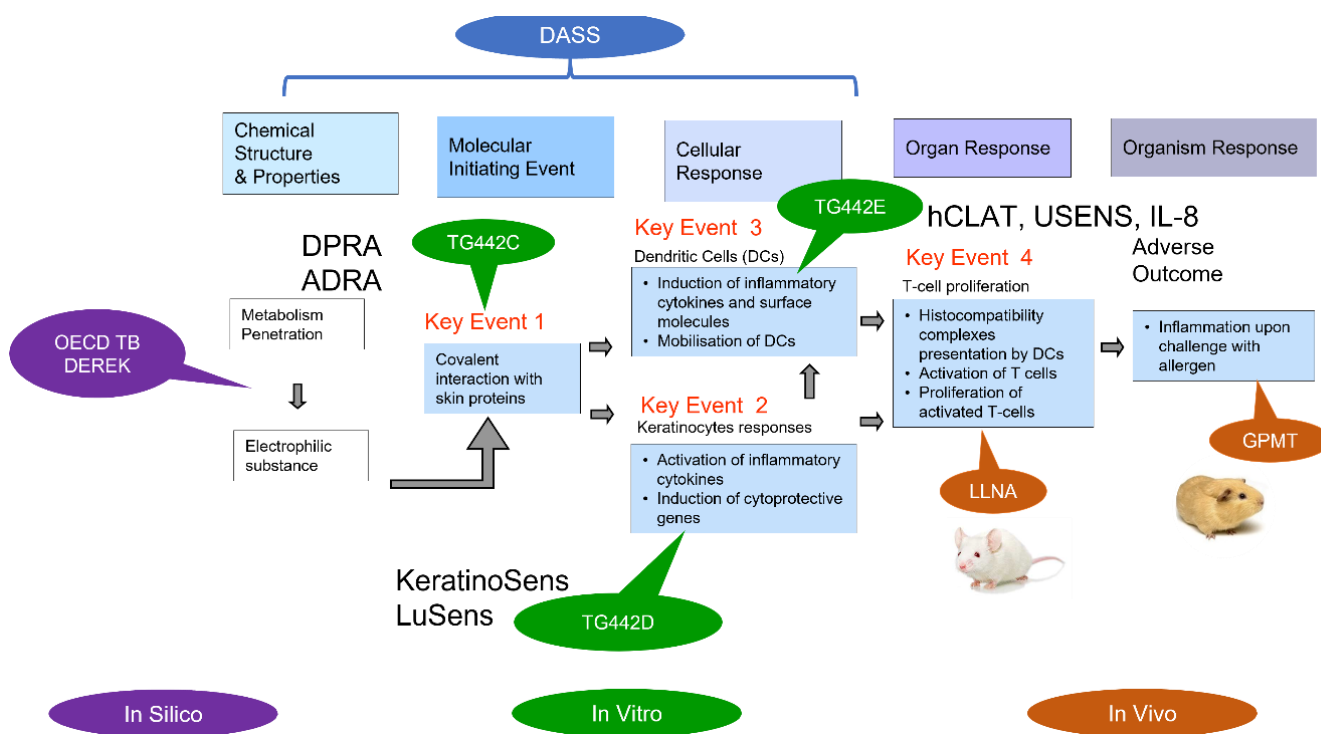 DASS
Chemical
Structure
& Properties
Molecular
Initiating Event
Cellular
Response
Organ Response
Organism Response
DPRA
ADRA
TG442C
Key Event 3
Dendritic Cells (DCs)
TG442E
hCLAT, USENS, IL-8
Key Event 4
T-cell proliferation
Adverse
Outcome
OECD TB
DEREK
Metabolism
Penetration
Electrophilic
substance
Key Event 1
Covalent
interaction with
skin proteins
• Induction of inflammatory
cytokines and surface
molecules
• Mobilisation of DCs
Key Event 2
Keratinocytes responses
• Activation of inflammatory
cytokines
• Induction of cytoprotective
genes
• Histocompatibility
complexes
presentation by DCs
• Activation of T cells
• Proliferation of
activated T-cells
• Inflammation upon
challenge with
allergen
LLNA
GPMT
KeratinoSens
LuSens
TG442D
In Silico
In Vitro
In Vivo